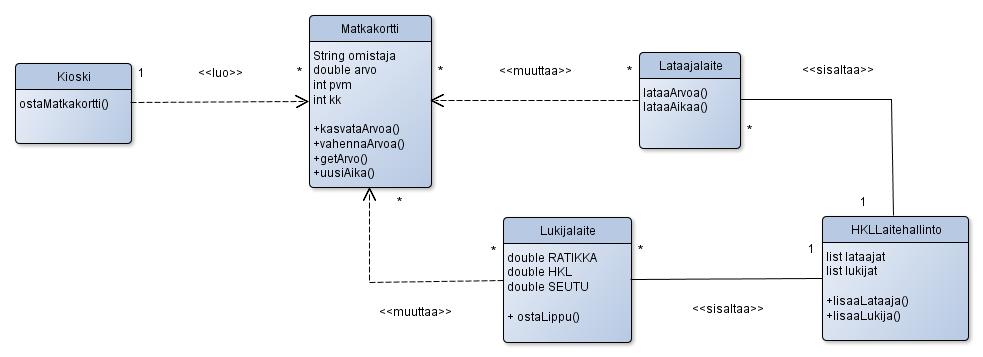 Matkakortti
String omistaja
double arvo
int pvm
int kk
+kasvataArvoa()
+vahennaArvoa()
+getArvo()
+uusiAika()
Kioski
ostaMatkakortti()
1
<<luo>>
*
*
<<muuttaa>>
*
Lataajalaite
lataaArvoa()
lataaAikaa()
<<sisaltaa>>
*
1
*
<<muuttaa>>
*
Lukijalaite
double RATIKKA
double HKL
double SEUTU
+ ostaLippu()
*
<<sisaltaa>>
1
HKLLaitehallinto
list lataajat
list lukijat
+lisaaLataaja()
+lisaaLukija()